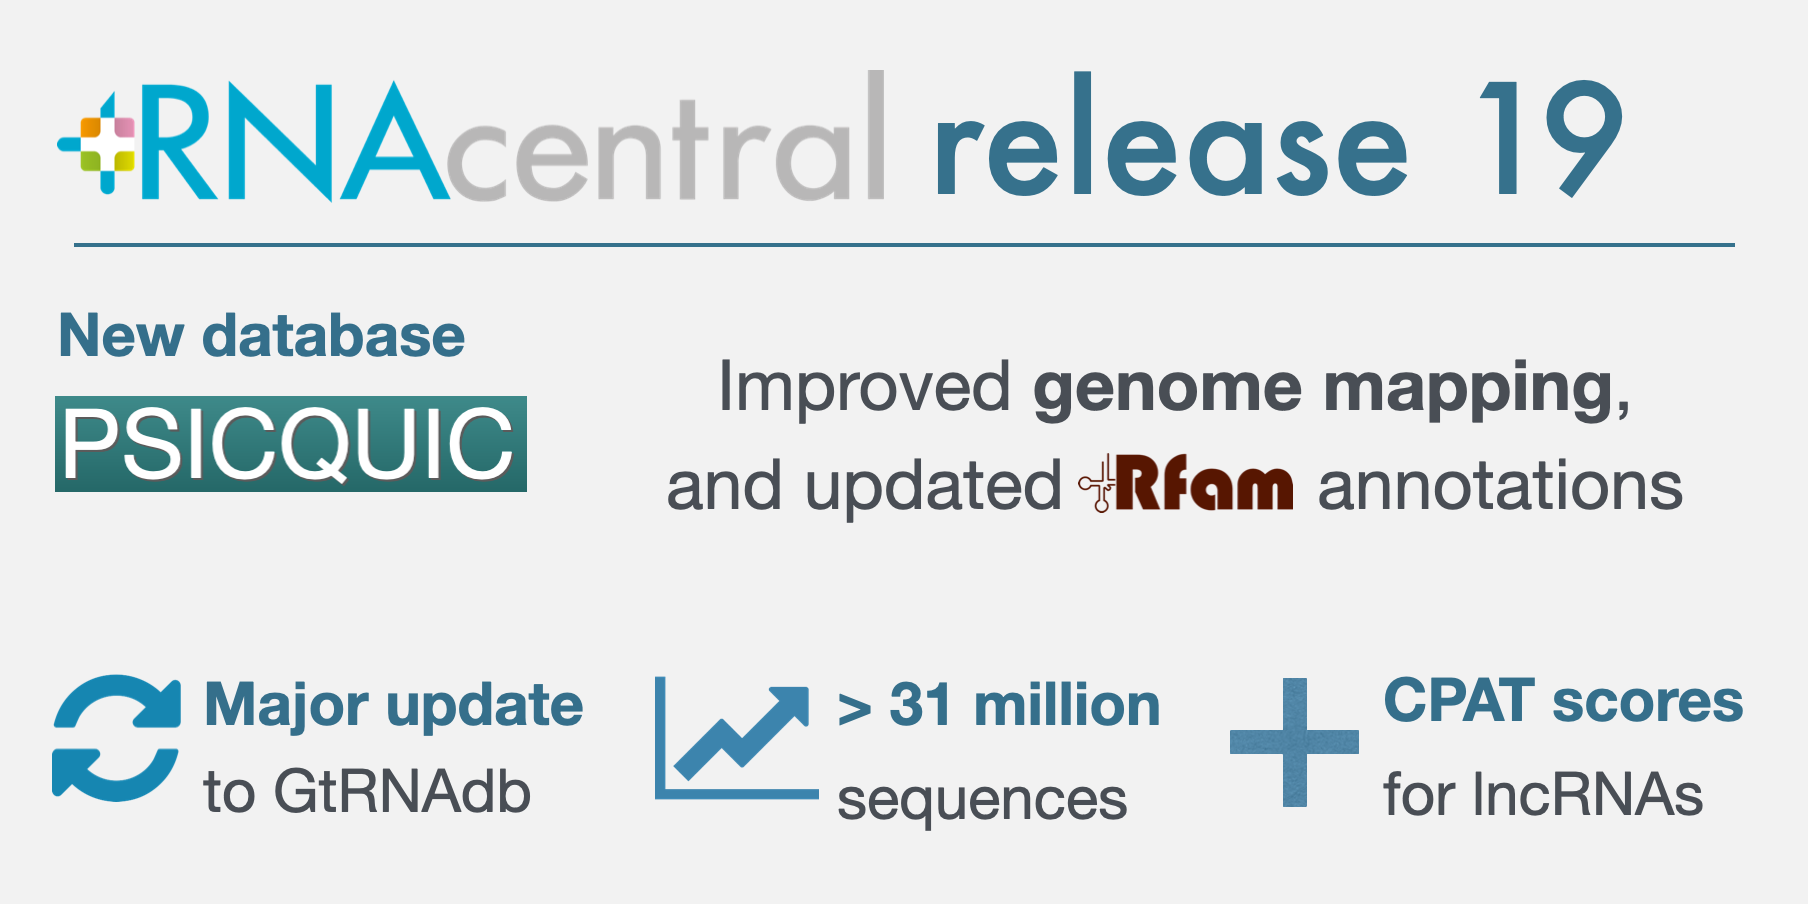 RNAcentral release 19
New database
PSICQUIC
Improved genome mapping,
and updated Rfam annotations
Major update
to GtRNAdb
> 31 million
sequences
CPAT scores
for lncRNAs